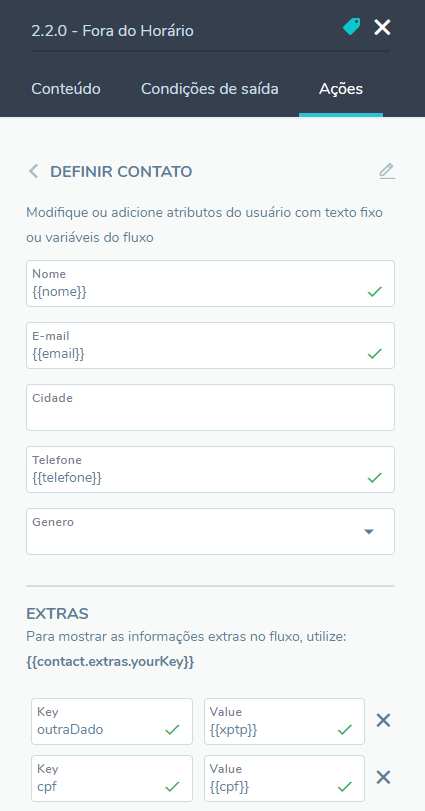 2.2.0 - Fora do Horário
Conteúdo Condições de saída Ações
DEFINIR CONTATO
Modifique ou adicione atributos do usuário com texto fixo
ou variáveis do fluxo
Nome
{{nome}}
E-mail
{{email}}
Cidade
Telefone
{{telefone}}
Genero
EXTRAS
Para mostrar as informações extras no fluxo, utilize:
{{contact.extras.yourKey}}
Key Value
outraDado {{xptp}}
Key Value
cpf {{cpf}}